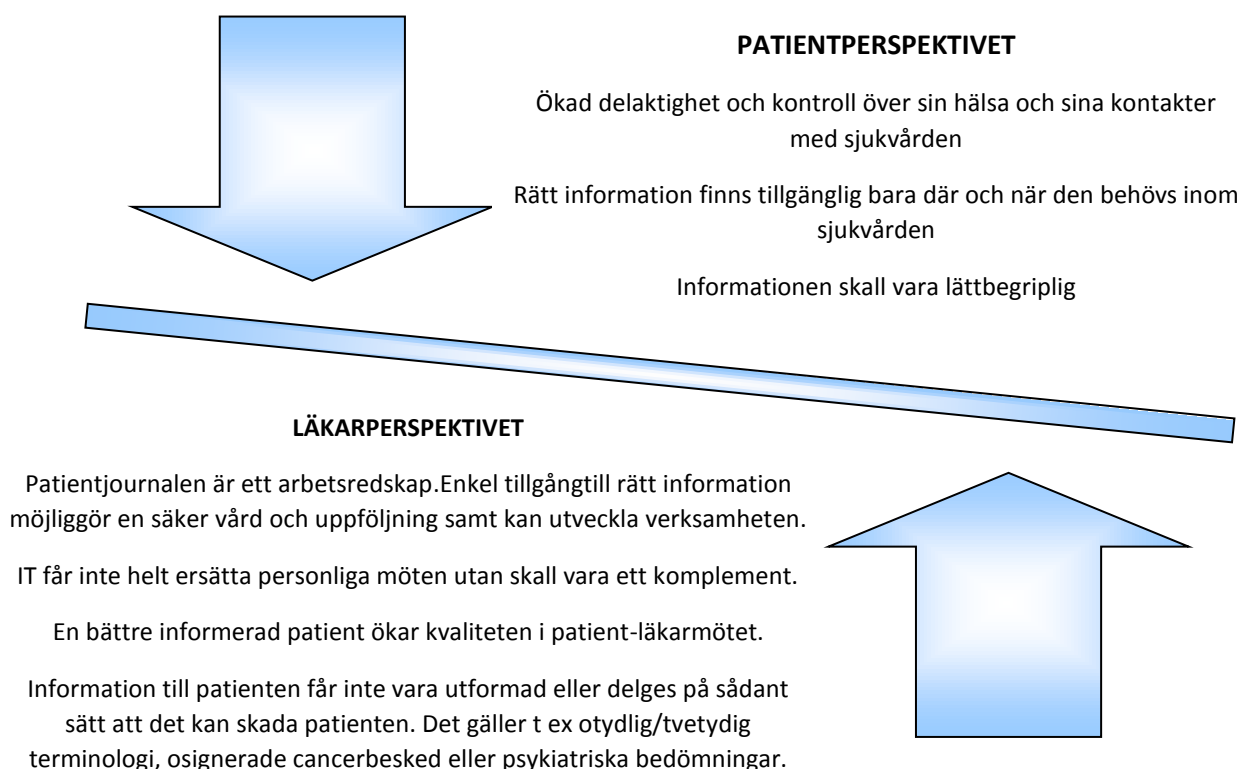 PATIENTPERSPEKTIVET
Ökad delaktighet och kontroll över sin hälsa och sina kontakter
med sjukvården
Rätt information finns tillgänglig bara där och när den behövs inom
sjukvården
Informationen skall vara lättbegriplig
LÄKARPERSPEKTIVET
Patientjournalen är ett arbetsredskap.Enkel tillgångtill rätt information
möjliggör en säker vård och uppföljning samt kan utveckla verksamheten.
IT får inte helt ersätta personliga möten utan skall vara ett komplement.
En bättre informerad patient ökar kvaliteten i patient-läkarmötet.
Information till patienten får inte vara utformad eller delges på sådant
sätt att det kan skada patienten. Det gäller t ex otydlig/tvetydig
terminologi, osignerade cancerbesked eller psykiatriska bedömningar.